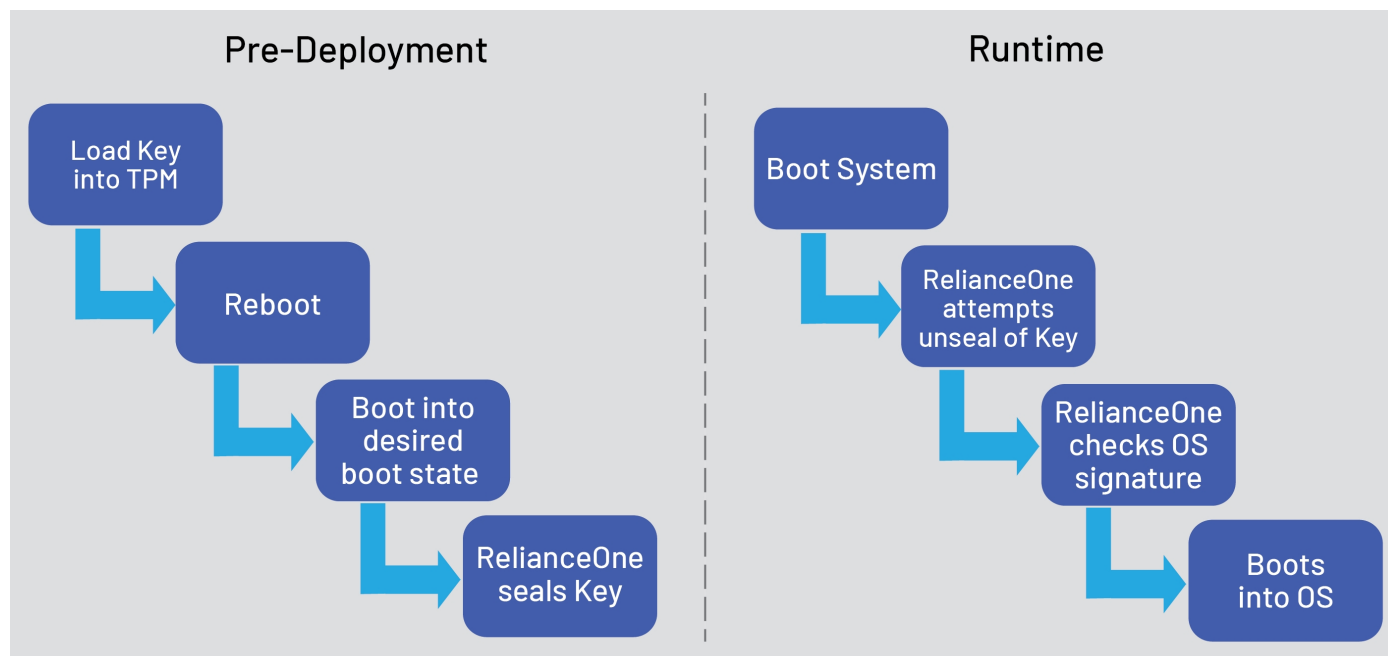 Pre-Deployment
Load Key
into TPM
Reboot
Boot into
desired
boot state
RelianceOne
seals Key
Runtime
Boot System
RelianceOne
attempts
unseal of Key
RelianceOne
checks OS
signature
Boots
into OS